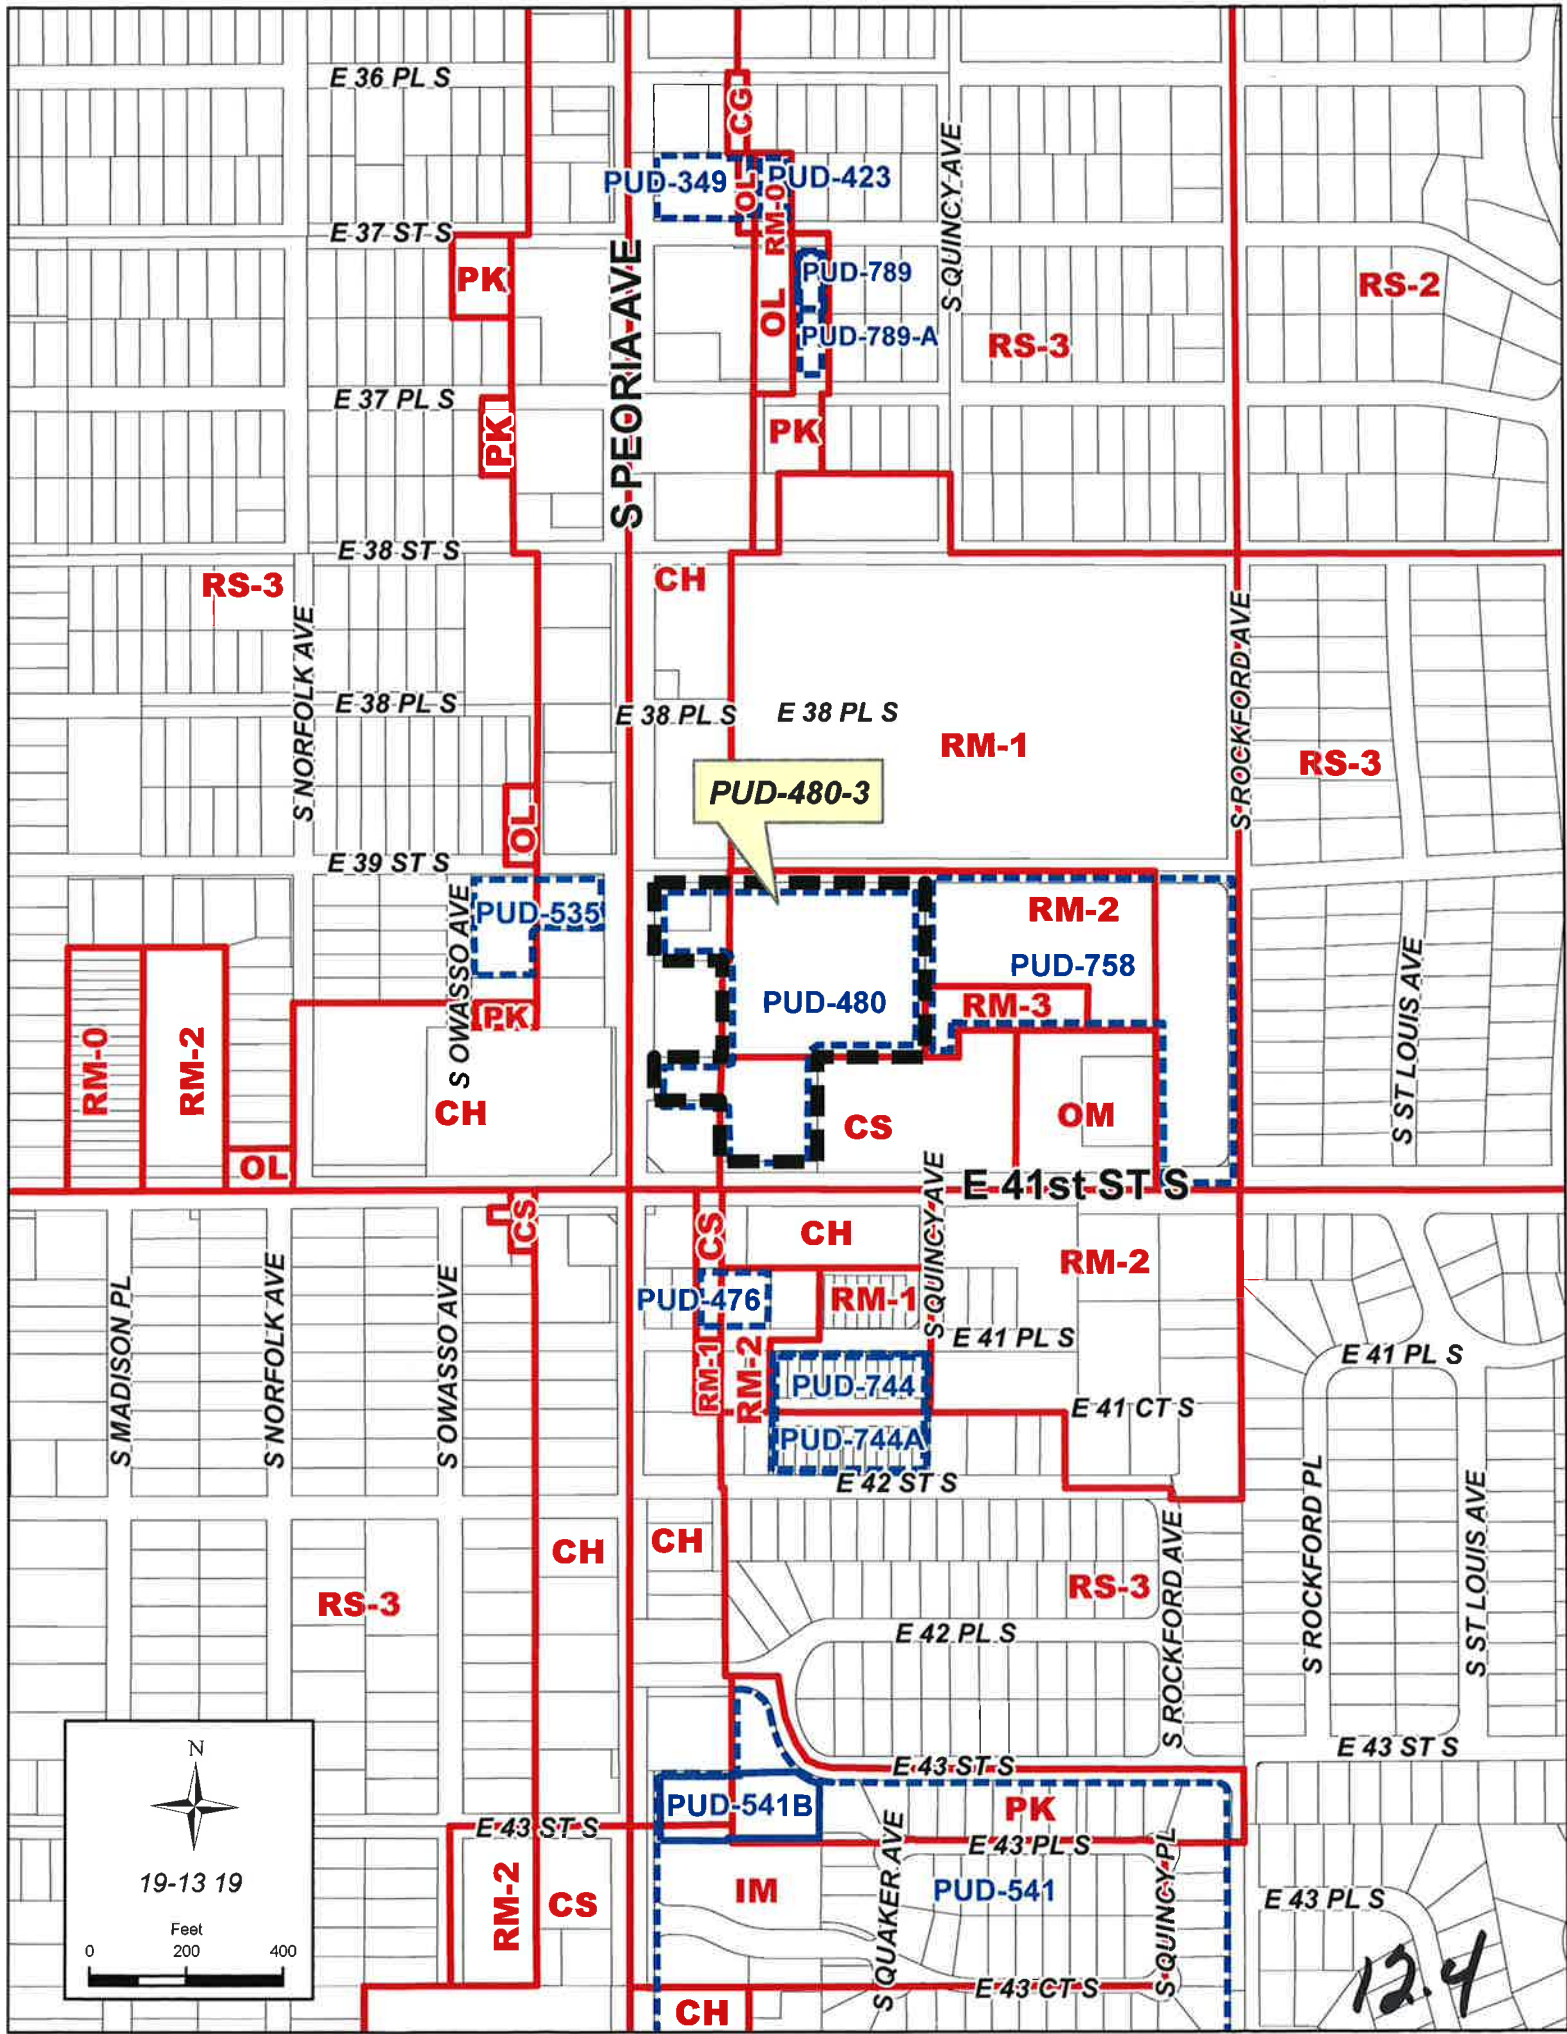 E 36 PL S
CG
S QUINCY AVE
PUD-349
OL
PUD-423
RM-0
E 37 ST S
PK
S PEORIA AVE
PUD-789
RS-2
OL
PUD-789-A
RS-3
E 37 PL S
PK
PK
E 38 ST S
RS-3
CH
S NORFOLK AVE
S ROCKFORD AVE
E 38 PL S
E 38 PL S
E 38 PL S
RM-1
RS-3
PUD-480-3
OL
E 39 ST S
PUD-535
S OWASSO AVE
RM-2
PUD-758
PUD-480
RM-3
PK
S ST LOUIS AVE
RM-0
RM-2
CH
CS
OM
OL
E 41st ST S
S QUINCY AVE
CS
CS
CH
RM-2
S MADISON PL
S NORFOLK AVE
S OWASSO AVE
PUD-476
RM-1
E 41 PL S
E 41 PL S
RM-1
RM-2
PUD-744
E 41 CT S
PUD-744A
E 42 ST S
S ROCKFORD PL
S ST LOUIS AVE
CH
CH
S ROCKFORD AVE
RS-3
RS-3
E 42 PL S
E 43 ST S
E 43 ST S
N
PUD-541B
PK
E 43 ST S
E 43 PL S
S QUAKER AVE
S QUINCY PL
19-13 19
RM-2
CS
IM
PUD-541
E 43 PL S
Feet
0 200 400
E 43 CT S
CH
12.4